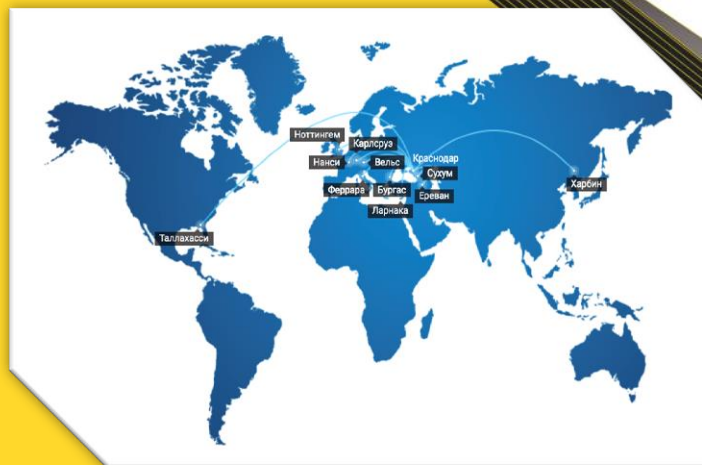 Ноттингем
Карлсруэ
Нанси
Вельс
Краснодар
Сухум
Феррара
Бургас
Ереван
Харбин
Ларнака
Таллахасси